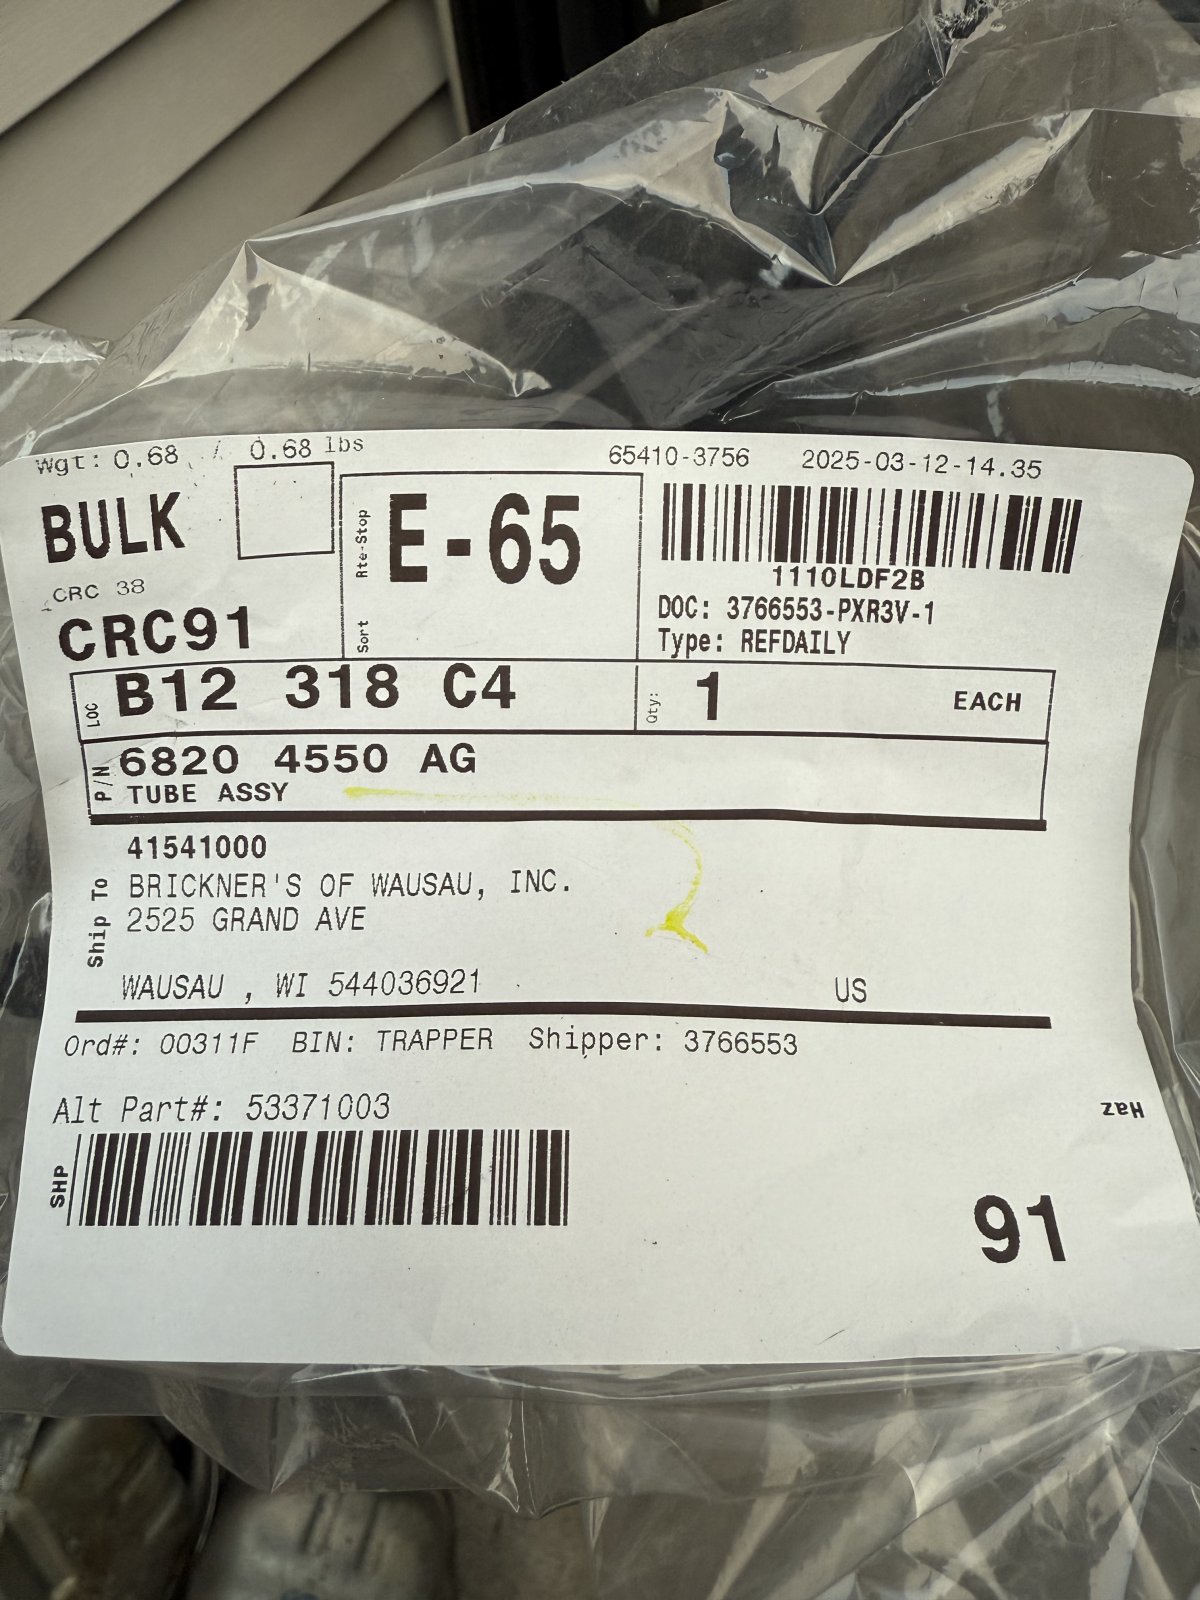 Wgt: 0.68 / 0.68 lbs
65410-3756 2025-03-12-14.35
BULK
CRC 38
CRC91
Rte-Stop
Sort
E-65
1110LDF2B
DOC: 3766553-PXR3V-1
Type: REFDAILY
LOC B12 318 C4
Qty: 1 EACH
P/N 6820 4550 AG
TUBE ASSY
Ship To
41541000
BRICKNER'S OF WAUSAU, INC.
2525 GRAND AVE
WAUSAU , WI 544036921 US
Ord#: 00311F BIN: TRAPPER Shipper: 3766553
Alt Part#: 53371003
Haz
SHP
91